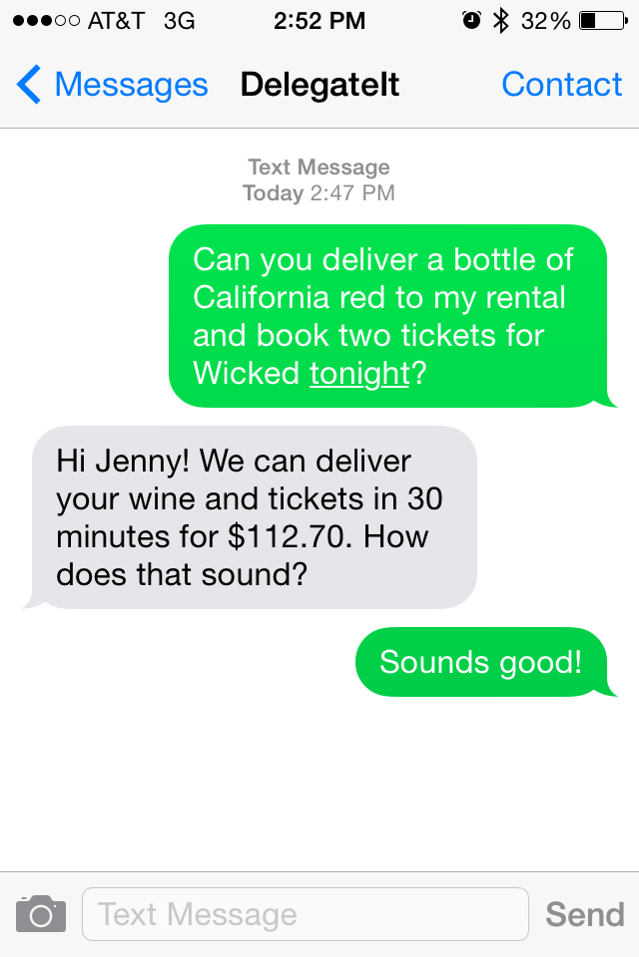 AT&T 3G 2:52 PM 32%
Messages DelegateIt Contact
Text Message
Today 2:47 PM
Can you deliver a bottle of
California red to my rental
and book two tickets for
Wicked tonight?
Hi Jenny! We can deliver
your wine and tickets in 30
minutes for $112.70. How
does that sound?
Sounds good!
Text Message Send